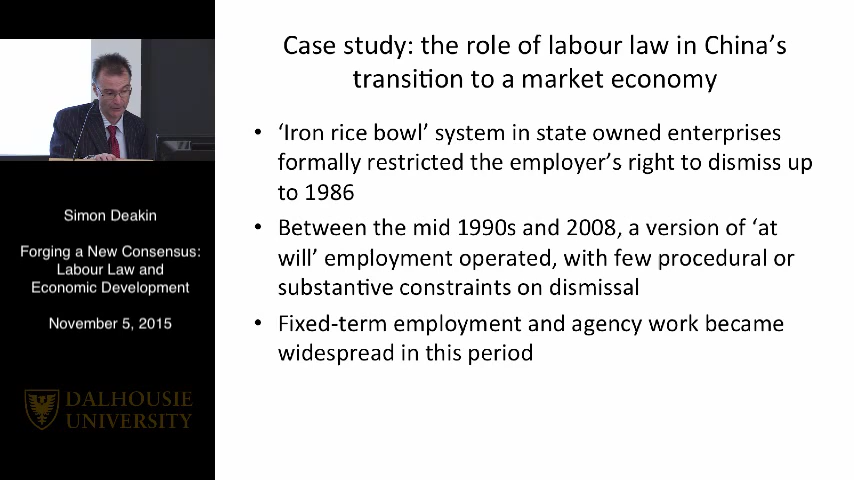 Case study: the role of labour law in China's
transition to a market economy
• 'Iron rice bowl' system in state owned enterprises
formally restricted the employer's right to dismiss up
to 1986
• Between the mid 1990s and 2008, a version of 'at
will' employment operated, with few procedural or
substantive constraints on dismissal
• Fixed-term employment and agency work became
widespread in this period
Simon Deakin
Forging a New Consensus:
Labour Law and
Economic Development
November 5, 2015
DALHOUSIE
UNIVERSITY